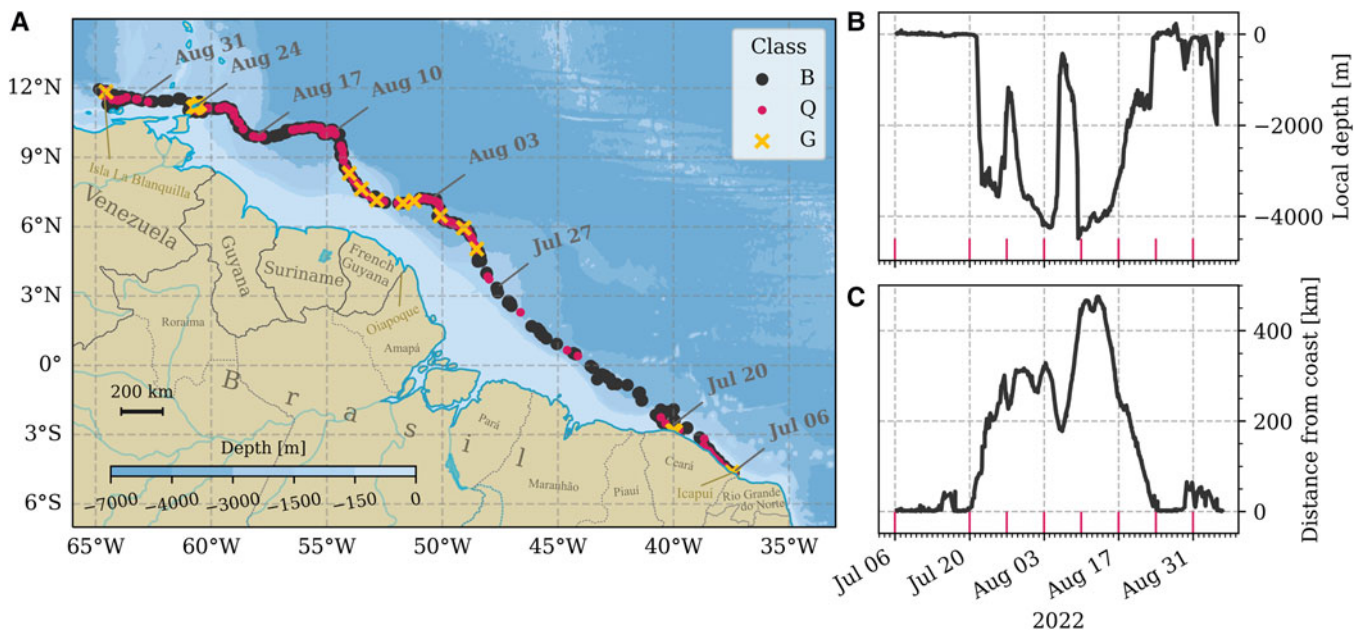 A
12°N
9°N
6°N
3°N
0°
3°S
6°S
65°W
60°W
55°W
50°W
45°W
40°W
35°W
Aug 31
Aug 24
Aug 17
Aug 10
Aug 03
Jul 27
Jul 20
Jul 06
Class
B
Q
G
Isla La Blanquilla
Venezuela
Guyana
Suriname
French
Guyana
Oiapoque
Roraima
Amapá
Brasil
Pará
Maranhão
Piauí
Ceará
Icapuí
Rio Grande
do Norte
200 km
Depth [m]
−7000
−4000
−3000
−1500
−150
0
B
0
−2000
−4000
Local depth [m]
C
400
200
0
Distance from coast [km]
Jul 06
Jul 20
Aug 03
Aug 17
Aug 31
2022